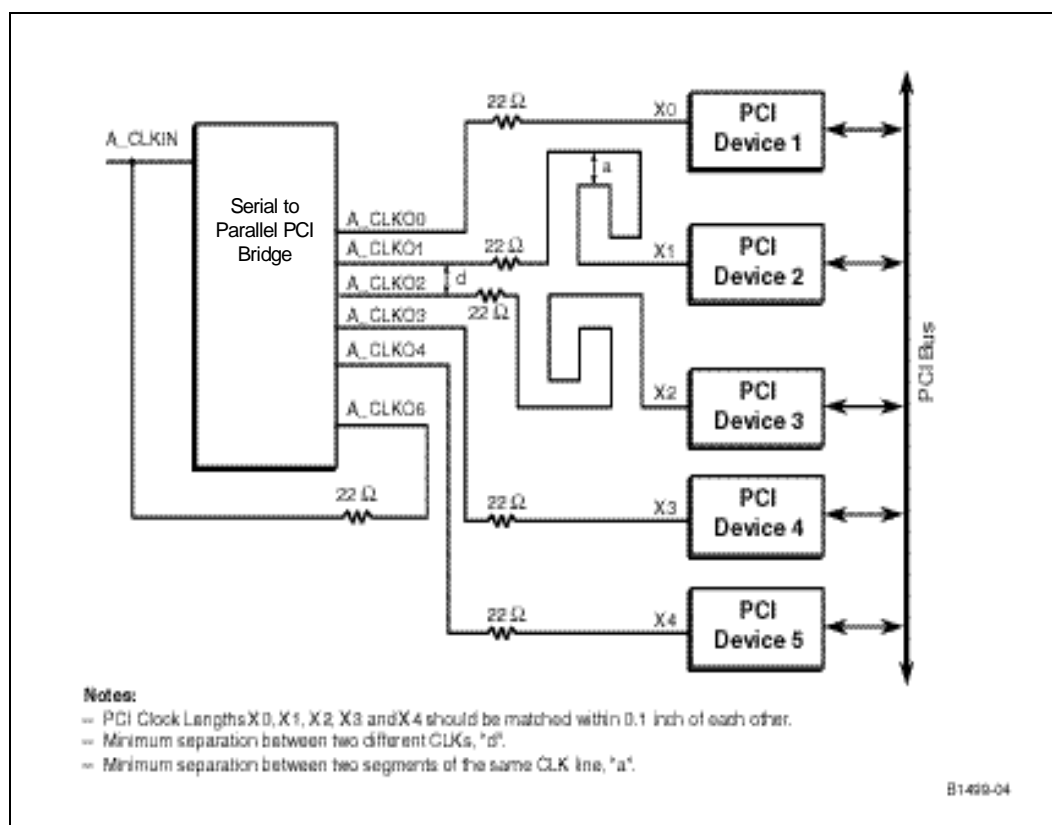 22 Ω
X0
PCI
Device 1
A_CLKIN
a
Serial to
Parallel PCI
Bridge
A_CLKO0
A_CLKO1
22 Ω
X1
PCI
Device 2
A_CLKO2
d
22 Ω
A_CLKO3
A_CLKO4
X2
PCI
Device 3
PCI Bus
A_CLKO6
22 Ω
22 Ω
X3
PCI
Device 4
22 Ω
X4
PCI
Device 5
Notes:
– PCI Clock Lengths X0, X1, X2, X3 and X4 should be matched within 0.1 inch of each other.
– Minimum separation between two different CLKs, "d".
– Minimum separation between two segments of the same CLK line, "a".
B1499-04